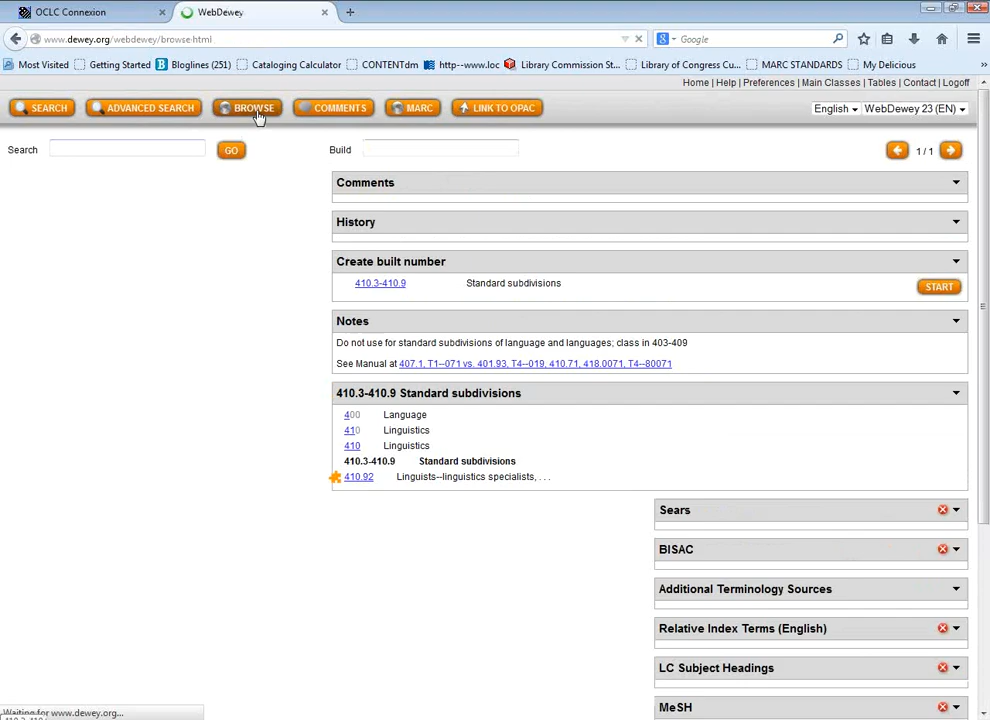 OCLC Connexion
WebDewey
www.dewey.org/webdewey/browse-html
Google
Most Visited Getting Started Bloglines (251) Cataloging Calculator CONTENTdm http--www.loc Library Commission St... Library of Congress Cu... MARC STANDARDS My Delicious »
Home | Help | Preferences | Main Classes | Tables | Contact | Logoff
SEARCH ADVANCED SEARCH BROWSE COMMENTS MARC LINK TO OPAC English WebDewey 23 (EN)
Search GO Build 1 / 1
Comments
History
Create built number
410.3-410.9 Standard subdivisions START
Notes
Do not use for standard subdivisions of language and languages; class in 403-409
See Manual at 407.1, T1--071 vs. 401.93, T4--019, 410.71, 418.0071, T4--80071
410.3-410.9 Standard subdivisions
400 Language
410 Linguistics
410 Linguistics
410.3-410.9 Standard subdivisions
410.92 Linguists--linguistics specialists, . . .
Sears
BISAC
Additional Terminology Sources
Relative Index Terms (English)
LC Subject Headings
MeSH
Waiting for www.dewey.org...